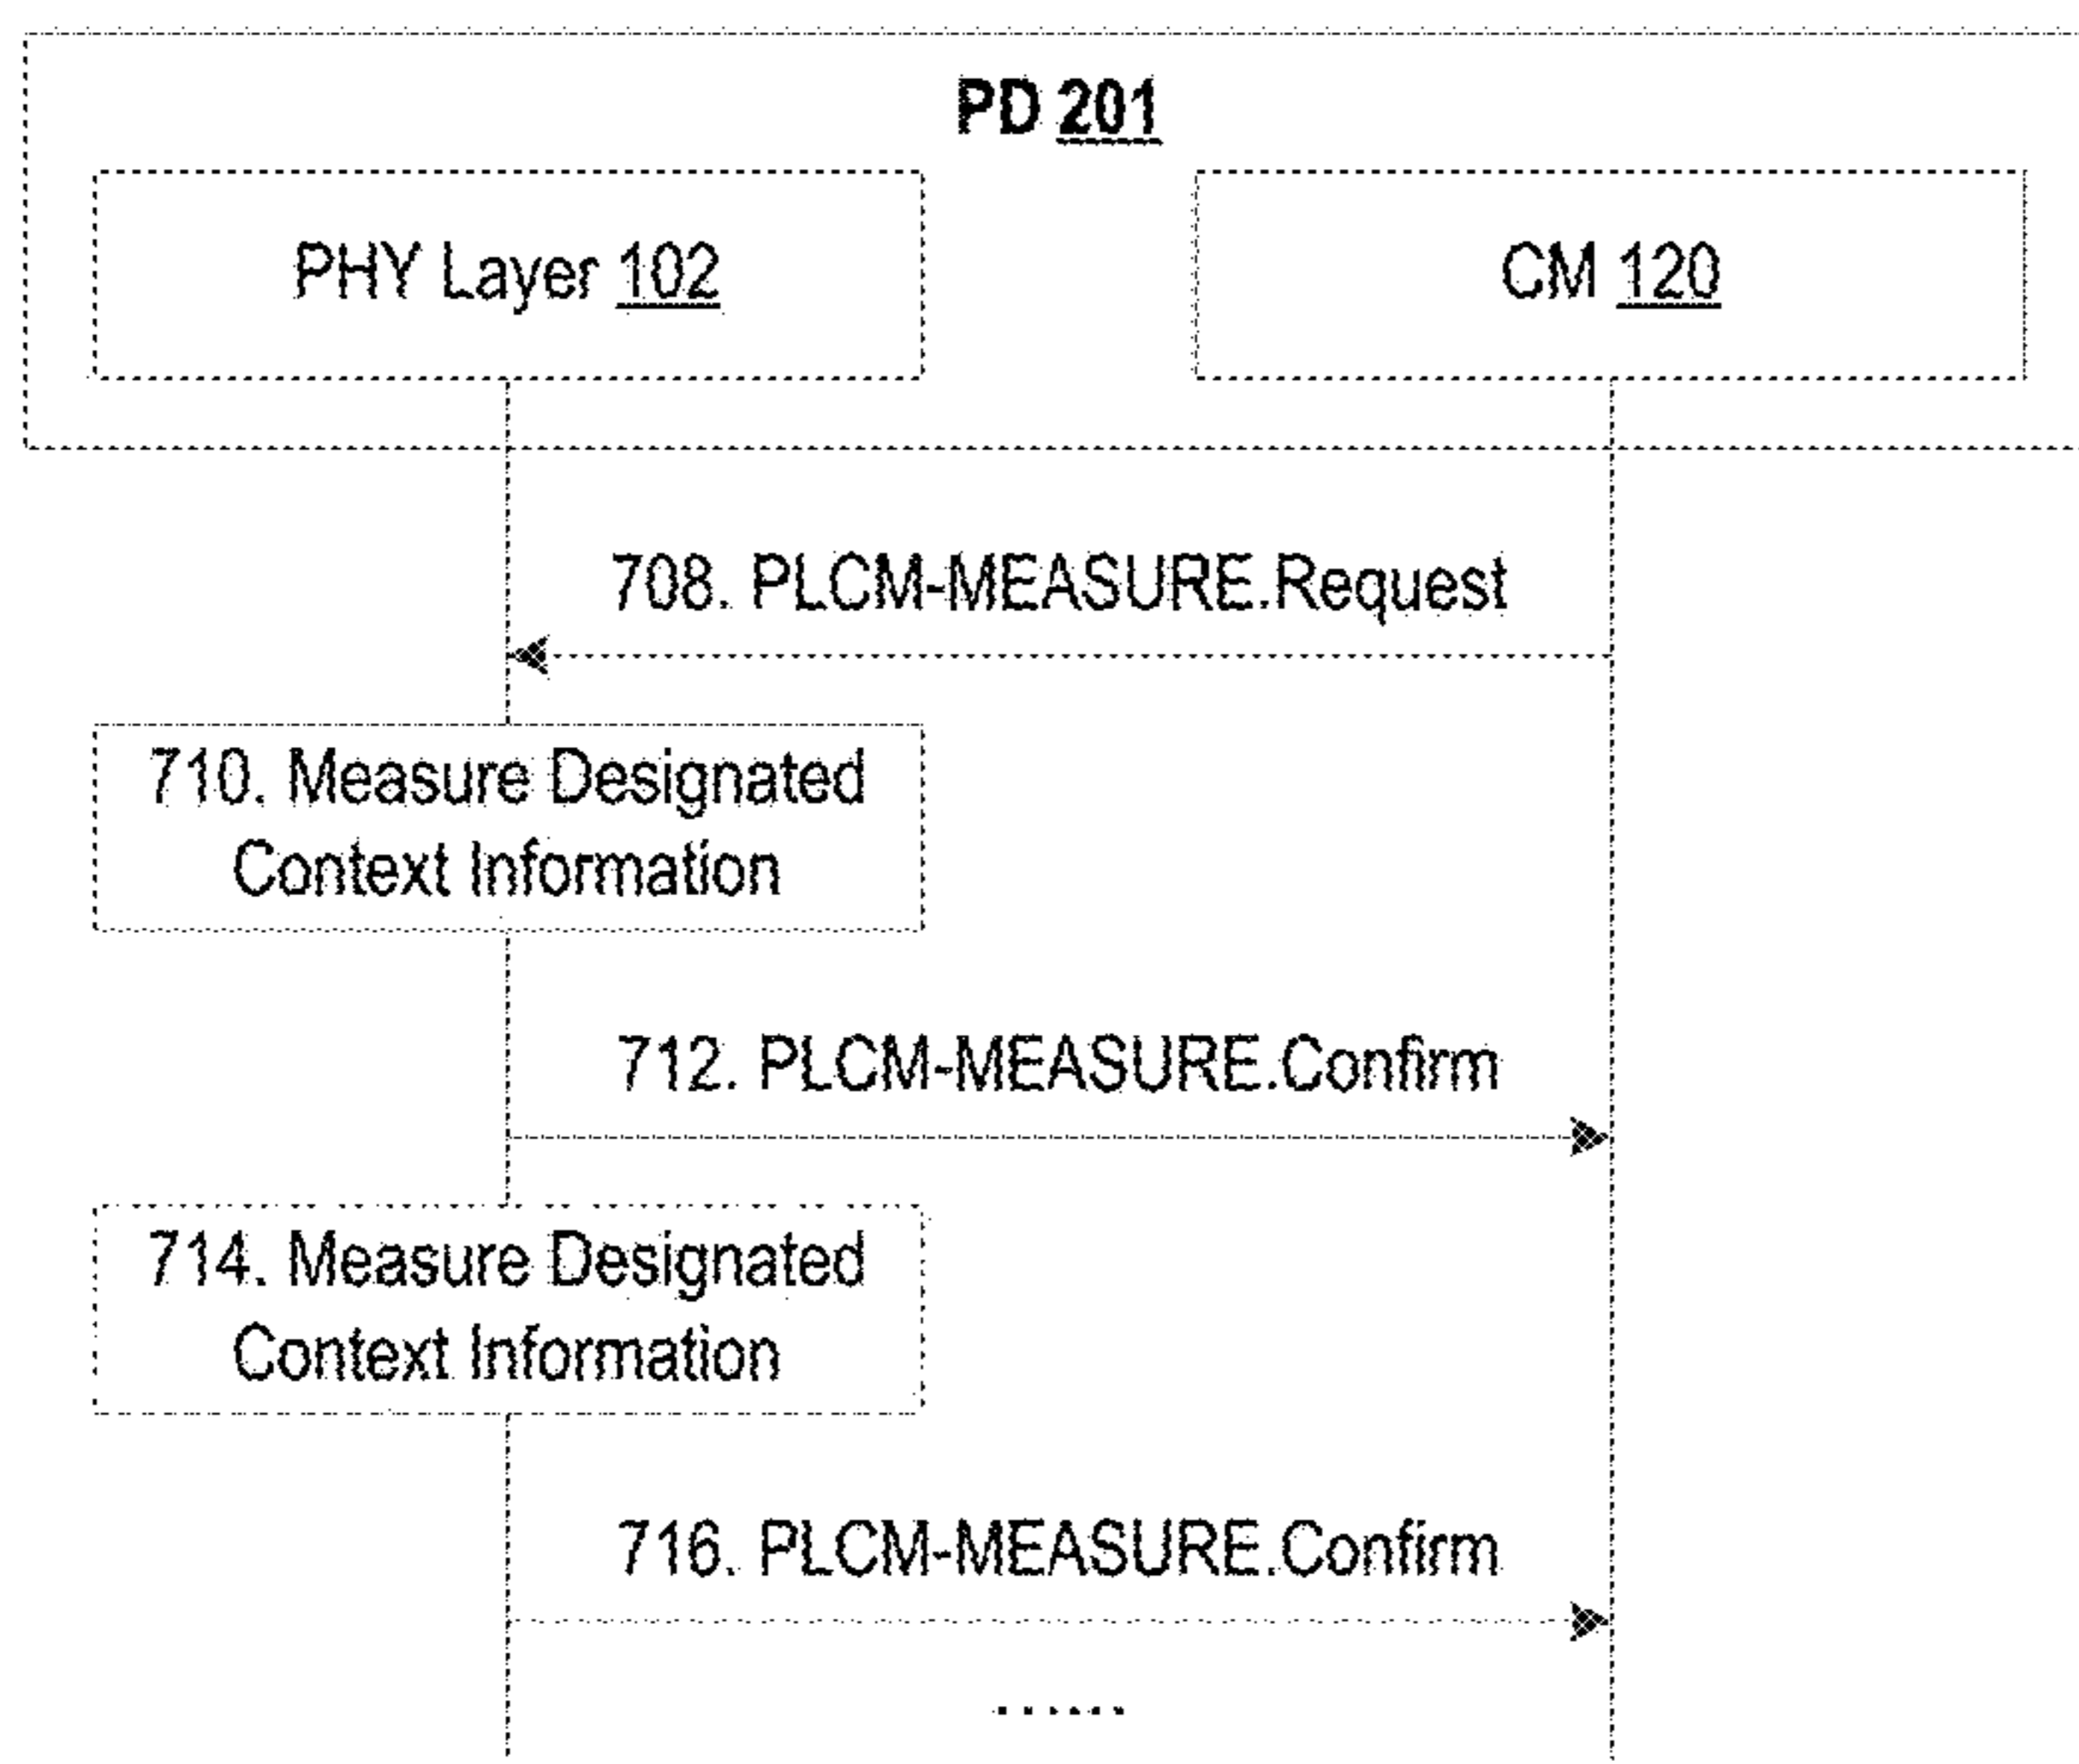 PD 201
PHY Layer 102
CM 120
708. PLCM-MEASURE.Request
710. Measure Designated
Context Information
712. PLCM-MEASURE.Confirm
714. Measure Designated
Context Information
716. PLCM-MEASURE.Confirm
......